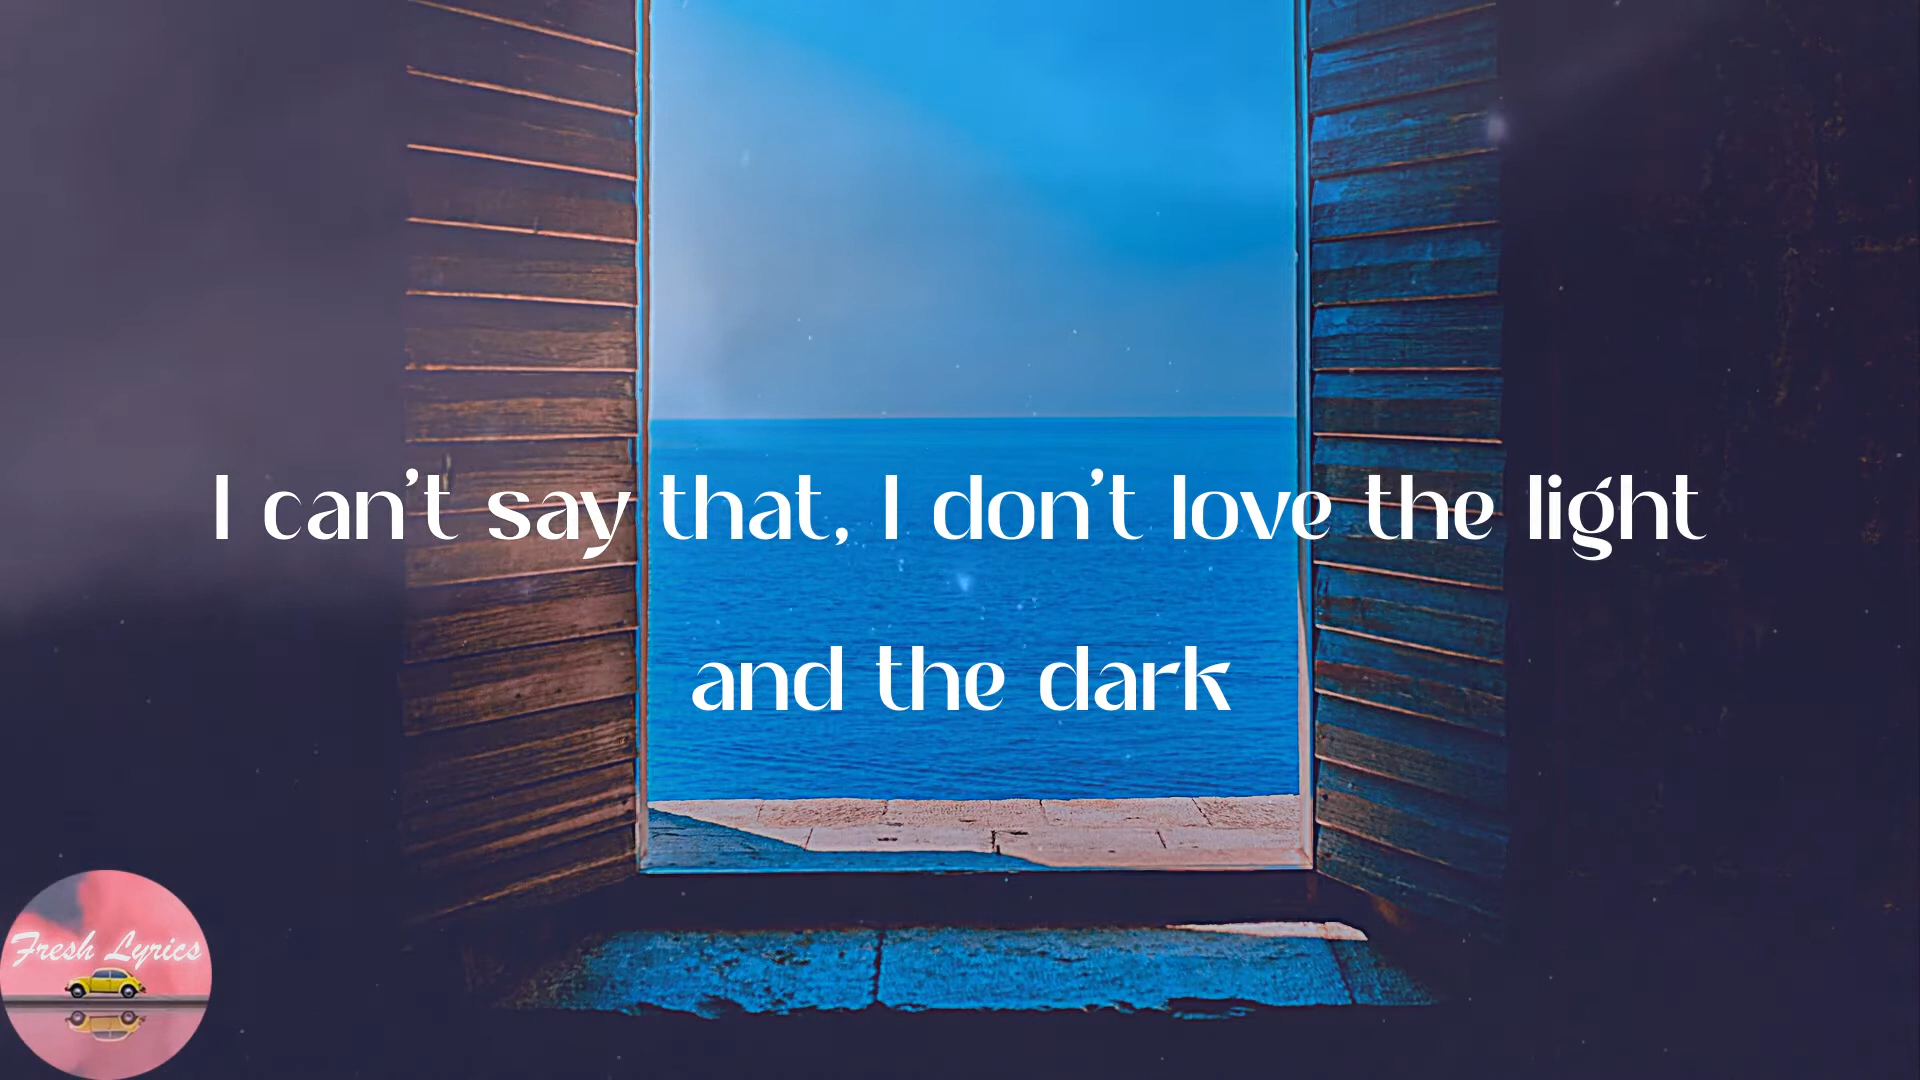 I can't say that, I don't love the light
and the dark
Fresh Lyrics